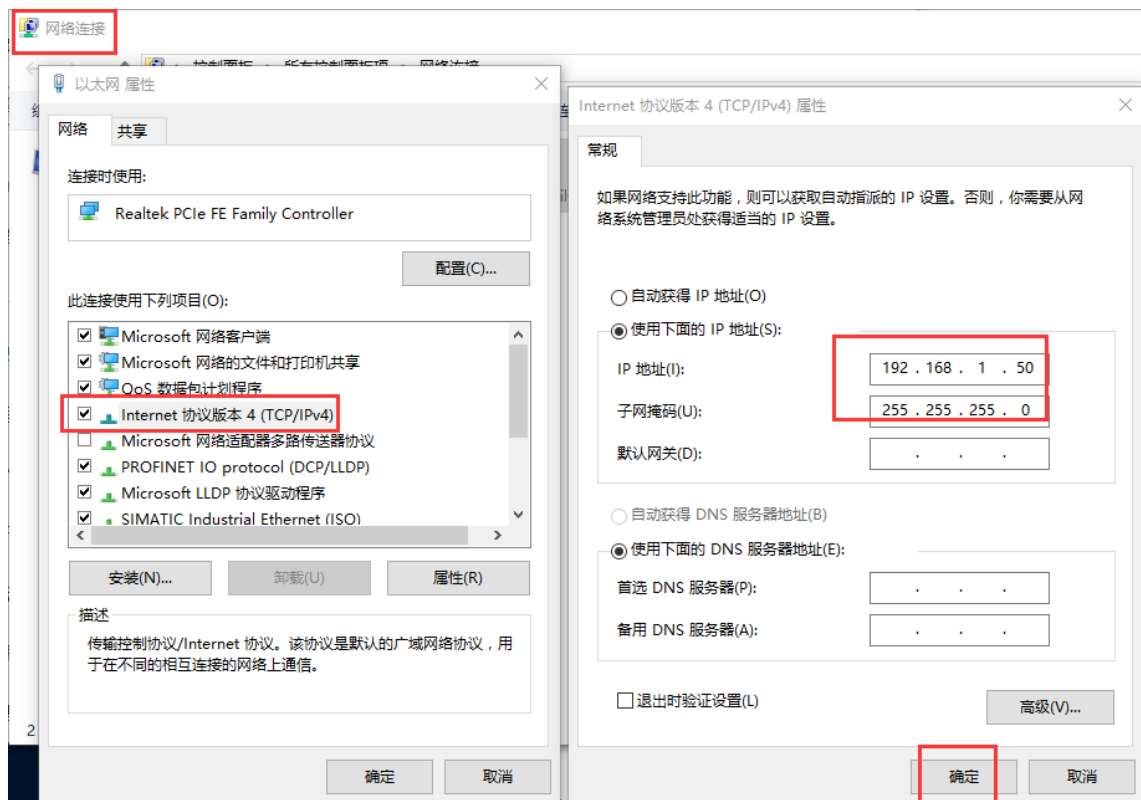 网络连接
控制面板 所有控制面板项 网络连接
以太网 属性
网络 共享
连接时使用:
Realtek PCIe FE Family Controller
配置(C)...
此连接使用下列项目(O):
Microsoft 网络客户端
Microsoft 网络的文件和打印机共享
QoS 数据包计划程序
Internet 协议版本 4 (TCP/IPv4)
Microsoft 网络适配器多路传送器协议
PROFINET IO protocol (DCP/LLDP)
Microsoft LLDP 协议驱动程序
SIMATIC Industrial Ethernet (ISO)
安装(N)... 卸载(U) 属性(R)
描述
传输控制协议/Internet 协议。该协议是默认的广域网络协议，用
于在不同的相互连接的网络上通信。
2
确定 取消
Internet 协议版本 4 (TCP/IPv4) 属性
常规
如果网络支持此功能，则可以获取自动指派的 IP 设置。否则，你需要从网
络系统管理员处获得适当的 IP 设置。
自动获得 IP 地址(O)
使用下面的 IP 地址(S):
IP 地址(I): 192 . 168 . 1 . 50
子网掩码(U): 255 . 255 . 255 . 0
默认网关(D): . . .
自动获得 DNS 服务器地址(B)
使用下面的 DNS 服务器地址(E):
首选 DNS 服务器(P): . . .
备用 DNS 服务器(A): . . .
退出时验证设置(L)
高级(V)...
确定 取消